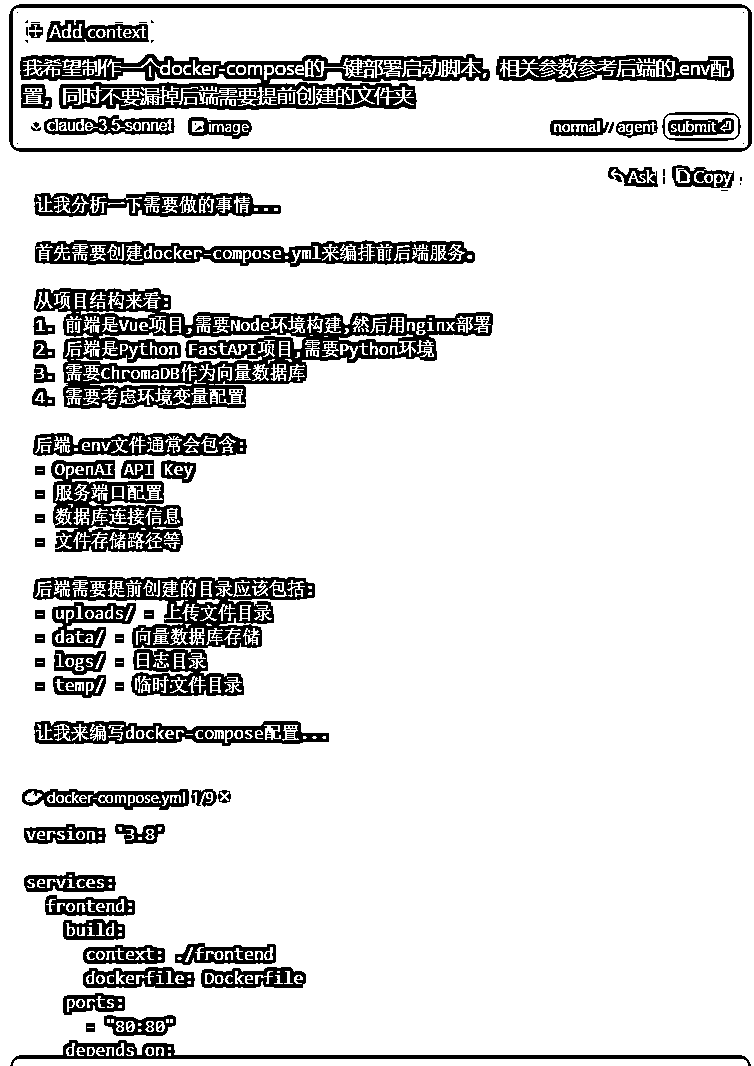 Add context
我希望制作一个docker-compose的一键部署启动脚本，相关参数参考后端的.env配
置，同时不要漏掉后端需要提前创建的文件夹
claude-3.5-sonnet image normal // agent submit
Ask Copy
让我分析一下需要做的事情...
首先需要创建docker-compose.yml来编排前后端服务.
从项目结构来看:
1. 前端是Vue项目,需要Node环境构建,然后用nginx部署
2. 后端是Python FastAPI项目,需要Python环境
3. 需要ChromaDB作为向量数据库
4. 需要考虑环境变量配置
后端.env文件通常会包含:
- OpenAI API Key
- 服务端口配置
- 数据库连接信息
- 文件存储路径等
后端需要提前创建的目录应该包括:
- uploads/ - 上传文件目录
- data/ - 向量数据库存储
- logs/ - 日志目录
- temp/ - 临时文件目录
让我来编写docker-compose配置...
docker-compose.yml 1/9
version: "3.8"
services:
frontend:
build:
context: ./frontend
dockerfile: Dockerfile
ports:
- "80:80"
depends_on: